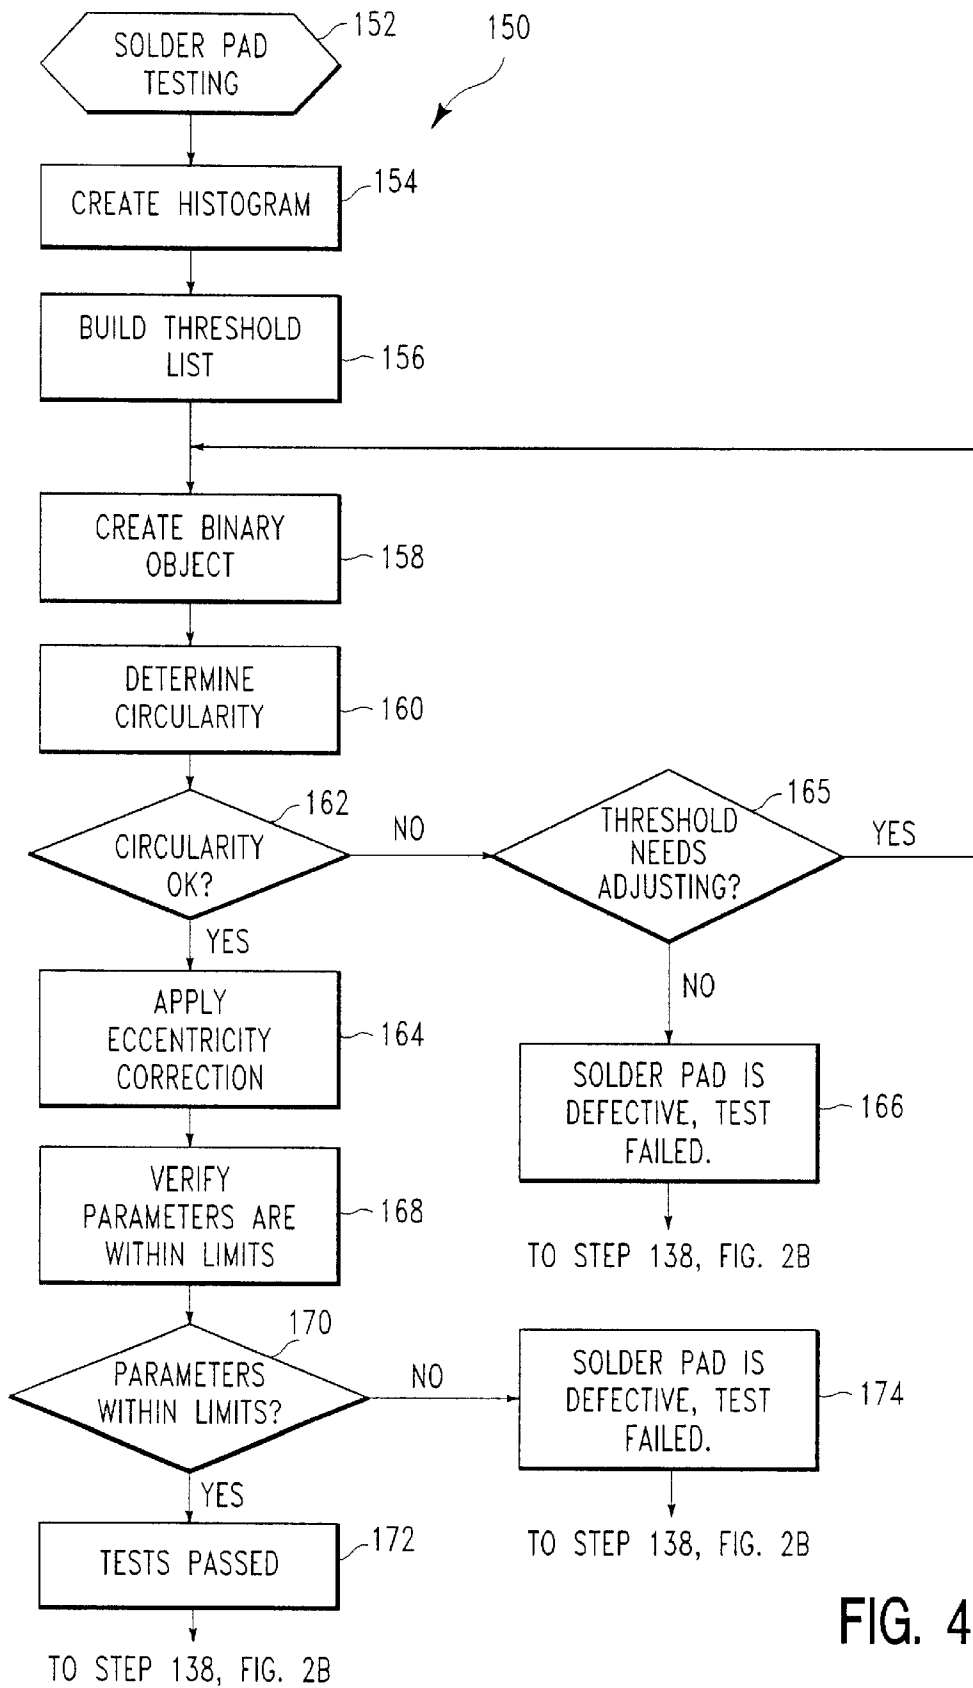 SOLDER PAD
TESTING
152
150
CREATE HISTOGRAM
154
BUILD THRESHOLD
LIST
156
CREATE BINARY
OBJECT
158
DETERMINE
CIRCULARITY
160
CIRCULARITY
OK?
162
NO
THRESHOLD
NEEDS
ADJUSTING?
165
YES
YES
NO
APPLY
ECCENTRICITY
CORRECTION
164
SOLDER PAD IS
DEFECTIVE, TEST
FAILED.
166
TO STEP 138, FIG. 2B
VERIFY
PARAMETERS ARE
WITHIN LIMITS
168
PARAMETERS
WITHIN LIMITS?
170
NO
SOLDER PAD IS
DEFECTIVE, TEST
FAILED.
174
TO STEP 138, FIG. 2B
YES
TESTS PASSED
172
TO STEP 138, FIG. 2B
FIG. 4